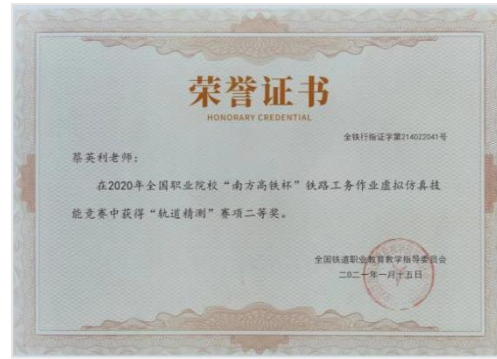 荣誉证书
HONORARY CREDENTIAL
全铁行指证字第214022041号
蔡英利老师：
在2020年全国职业院校“南方高铁杯”铁路工务作业虚拟仿真技
能竞赛中获得“轨道精测”赛项二等奖。
全国铁道职业教育教学指导委员会
二〇二一年一月十五日